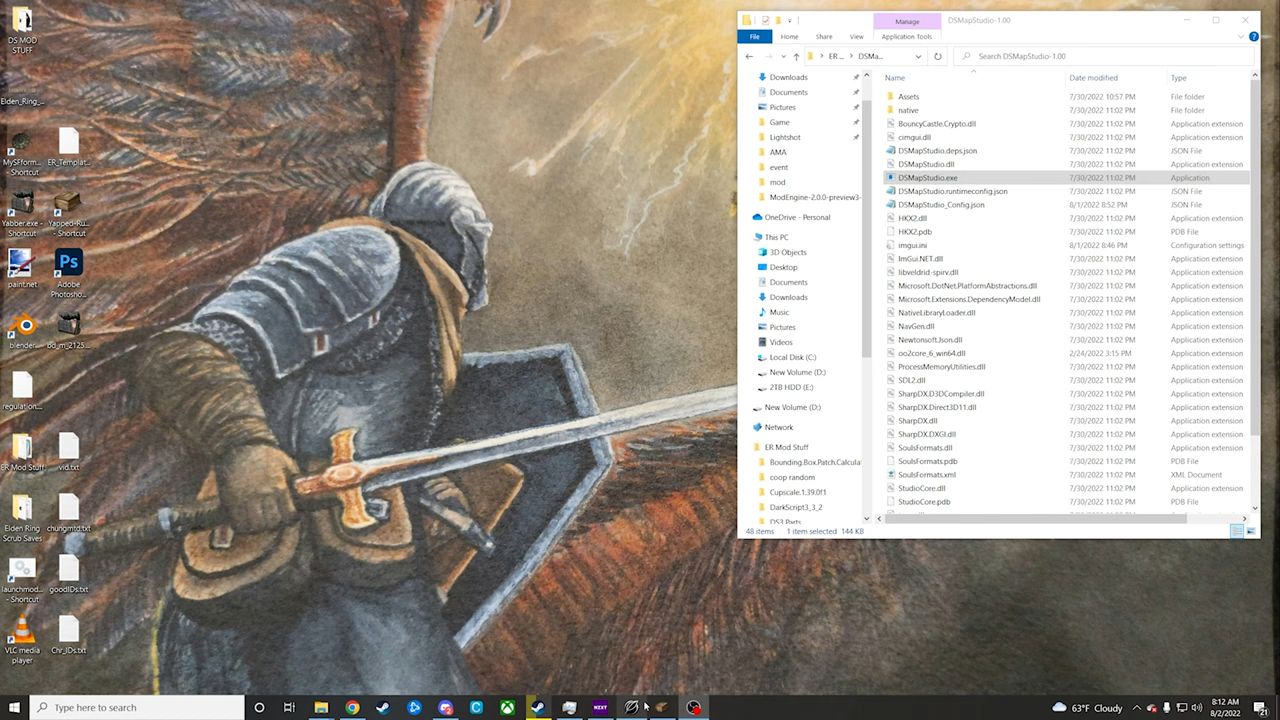 DS MOD
STUFF
Elden_Ring_...
MySFform...
- Shortcut
ER_Templat...
Yabber.exe -
Shortcut
Yapped-Ru...
- Shortcut
paint.net
Adobe
Photosho...
blender
bd_m_2125...
regulation....
ER Mod Stuff
vid.txt
Elden Ring
Scrub Saves
chungmtd.txt
launchmod...
- Shortcut
goodIDs.txt
VLC media
player
Chr_IDs.txt
Manage
DSMapStudio-1.00
File
Home
Share
View
Application Tools
ER ...
DSMa...
Search DSMapStudio-1.00
Downloads
Documents
Pictures
Game
Lightshot
AMA
event
mod
ModEngine-2.0.0-preview3-
OneDrive - Personal
This PC
3D Objects
Desktop
Documents
Downloads
Music
Pictures
Videos
Local Disk (C:)
New Volume (D:)
2TB HDD (E:)
New Volume (D:)
Network
ER Mod Stuff
Bounding.Box.Patch.Calcula
coop random
Cupscale.1.39.0f1
DarkScript3_3_2
DS3 Parts
Name Date modified Type
Assets 7/30/2022 10:57 PM File folder
native 7/30/2022 11:02 PM File folder
BouncyCastle.Crypto.dll 7/30/2022 11:02 PM Application extension
cimgui.dll 7/30/2022 11:02 PM Application extension
DSMapStudio.deps.json 7/30/2022 11:02 PM JSON File
DSMapStudio.dll 7/30/2022 11:02 PM Application extension
DSMapStudio.exe 7/30/2022 11:02 PM Application
DSMapStudio.runtimeconfig.json 7/30/2022 11:02 PM JSON File
DSMapStudio_Config.json 8/1/2022 8:52 PM JSON File
HKX2.dll 7/30/2022 11:02 PM Application extension
HKX2.pdb 7/30/2022 11:02 PM PDB File
imgui.ini 8/1/2022 8:46 PM Configuration settings
ImGui.NET.dll 7/30/2022 11:02 PM Application extension
libveldrid-spirv.dll 7/30/2022 11:02 PM Application extension
Microsoft.DotNet.PlatformAbstractions.dll 7/30/2022 11:02 PM Application extension
Microsoft.Extensions.DependencyModel.dll 7/30/2022 11:02 PM Application extension
NativeLibraryLoader.dll 7/30/2022 11:02 PM Application extension
NavGen.dll 7/30/2022 11:02 PM Application extension
Newtonsoft.Json.dll 7/30/2022 11:02 PM Application extension
oo2core_6_win64.dll 2/24/2022 3:15 PM Application extension
ProcessMemoryUtilities.dll 7/30/2022 11:02 PM Application extension
SDL2.dll 7/30/2022 11:02 PM Application extension
SharpDX.D3DCompiler.dll 7/30/2022 11:02 PM Application extension
SharpDX.Direct3D11.dll 7/30/2022 11:02 PM Application extension
SharpDX.dll 7/30/2022 11:02 PM Application extension
SharpDX.DXGI.dll 7/30/2022 11:02 PM Application extension
SoulsFormats.dll 7/30/2022 11:02 PM Application extension
SoulsFormats.pdb 7/30/2022 11:02 PM PDB File
SoulsFormats.xml 7/30/2022 11:02 PM XML Document
StudioCore.dll 7/30/2022 11:02 PM Application extension
StudioCore.pdb 7/30/2022 11:02 PM PDB File
48 items 1 item selected 144 KB
Type here to search
NZXT
63°F Cloudy
8:12 AM
8/2/2022